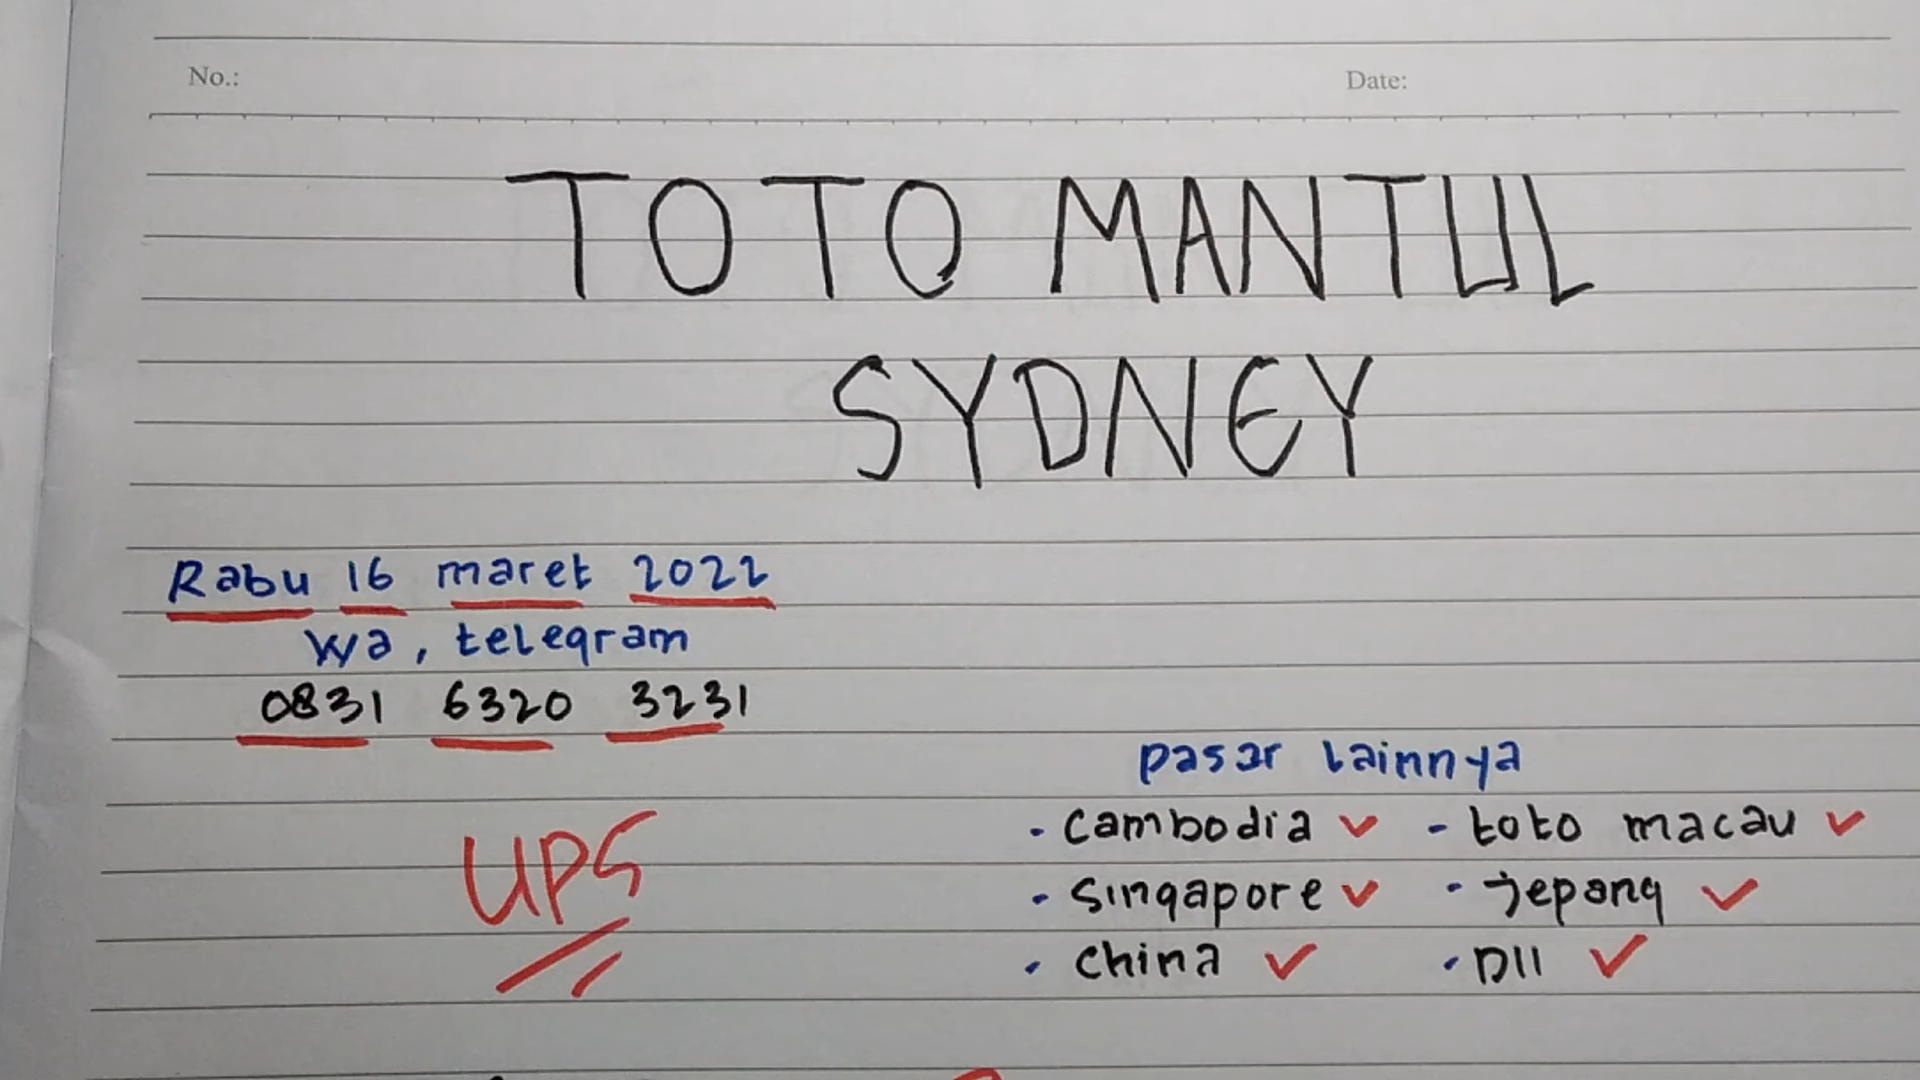 No.: Date:
TOTO MANTUL
SYDNEY
Rabu 16 maret 2022
Wa, telegram
0831 6320 3231
UPS
pasar lainnya
- Cambodia ✓ - toto macau ✓
- Singapore ✓ - jepang ✓
- China ✓ - Dll ✓